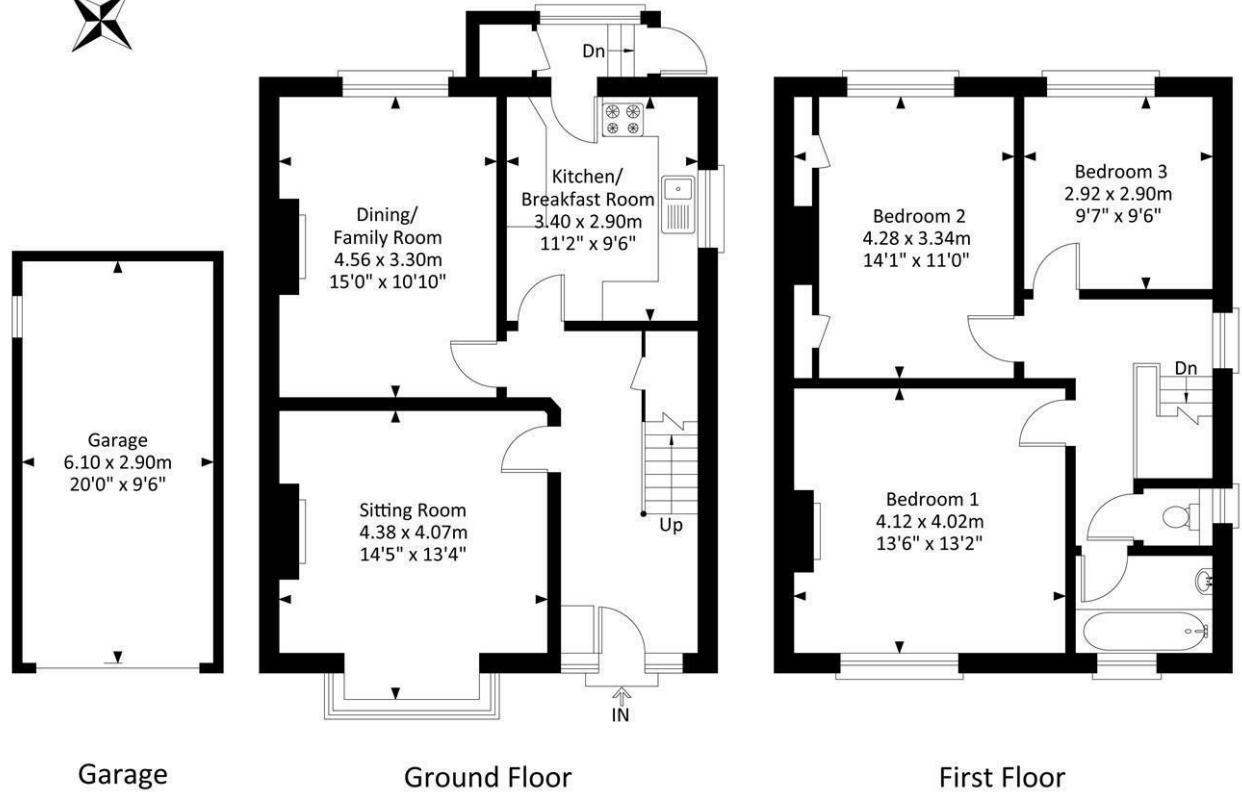 Dn
Kitchen/
Breakfast Room
3.40 x 2.90m
11'2" x 9'6"
Dining/
Family Room
4.56 x 3.30m
15'0" x 10'10"
Bedroom 2
4.28 x 3.34m
14'1" x 11'0"
Bedroom 3
2.92 x 2.90m
9'7" x 9'6"
Dn
Garage
6.10 x 2.90m
20'0" x 9'6"
Sitting Room
4.38 x 4.07m
14'5" x 13'4"
Up
Bedroom 1
4.12 x 4.02m
13'6" x 13'2"
IN
Garage
Ground Floor
First Floor